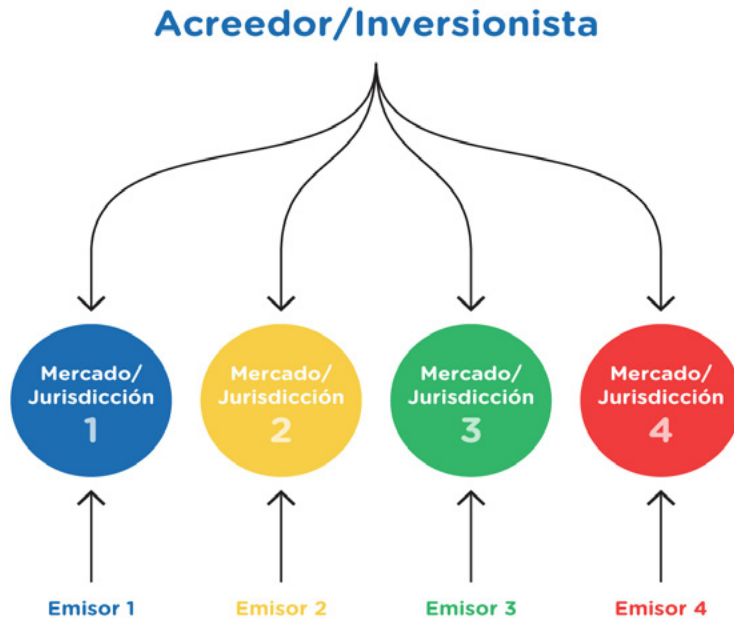 Acreedor/Inversionista
Mercado/
Jurisdicción
1
Mercado/
Jurisdicción
2
Mercado/
Jurisdicción
3
Mercado/
Jurisdicción
4
Emisor 1
Emisor 2
Emisor 3
Emisor 4